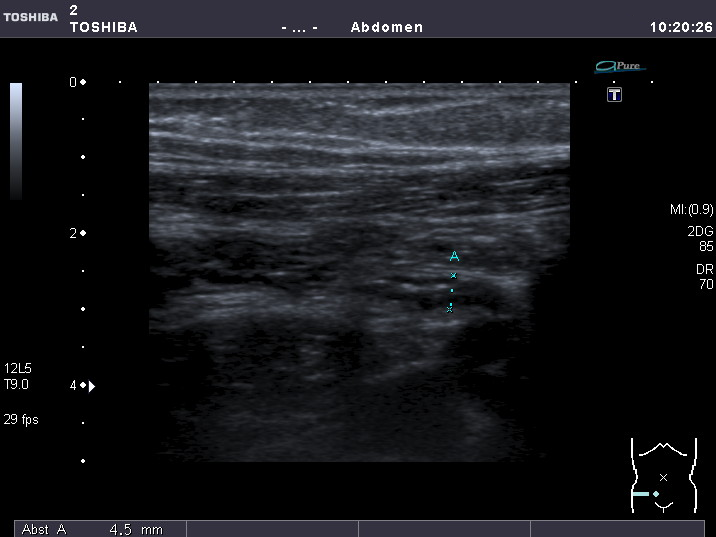 TOSHIBA
2
TOSHIBA - ... - Abdomen 10:20:26
aPure
T
0
2
4
A
MI:(0.9)
2DG
85
DR
70
12L5
T9.0
29 fps
Abst A 4.5 mm